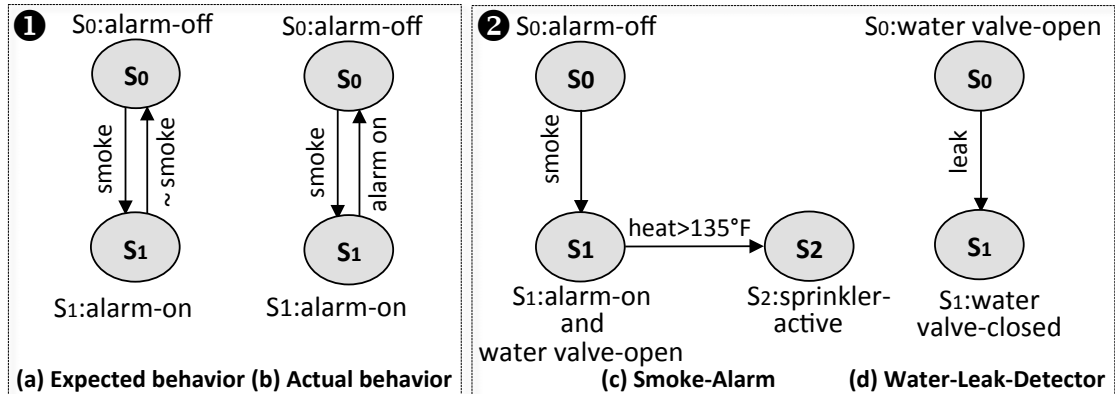 ❶
S0:alarm-off
S0
smoke
~ smoke
S1
S1:alarm-on
(a) Expected behavior
S0:alarm-off
S0
smoke
alarm on
S1
S1:alarm-on
(b) Actual behavior
❷
S0:alarm-off
S0
smoke
S1
heat>135°F
S2
S1:alarm-on
and
water valve-open
S2:sprinkler-
active
(c) Smoke-Alarm
S0:water valve-open
S0
leak
S1
S1:water
valve-closed
(d) Water-Leak-Detector